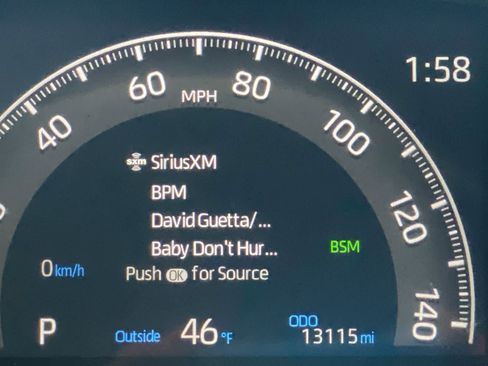 1:58
60
80
MPH
40
100
sxm SiriusXM
BPM
David Guetta/...
120
Baby Don't Hur...
BSM
0 km/h
Push OK for Source
140
P
Outside 46 °F
ODO
13115 mi